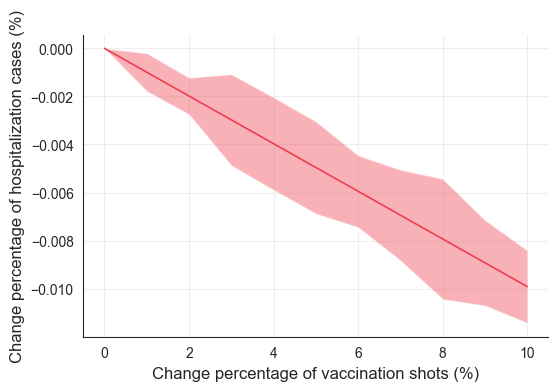 Change percentage of hospitalization cases (%)
0.000
−0.002
−0.004
−0.006
−0.008
−0.010
0 2 4 6 8 10
Change percentage of vaccination shots (%)